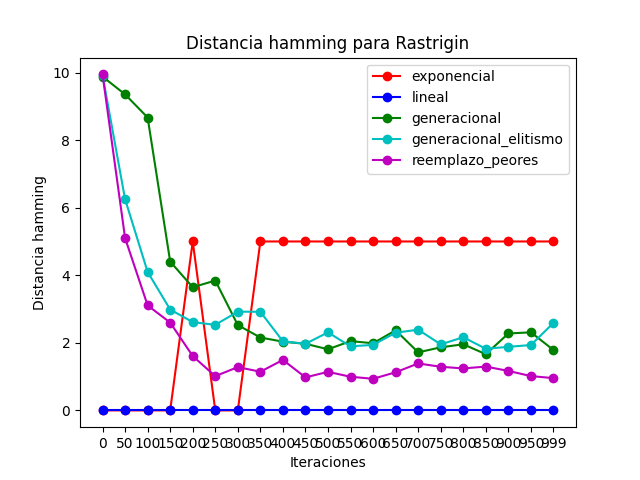 Distancia hamming para Rastrigin
exponencial
lineal
generacional
generacional_elitismo
reemplazo_peores
Distancia hamming
10
8
6
4
2
0
0 50 100 150 200 250 300 350 400 450 500 550 600 650 700 750 800 850 900 950 999
Iteraciones